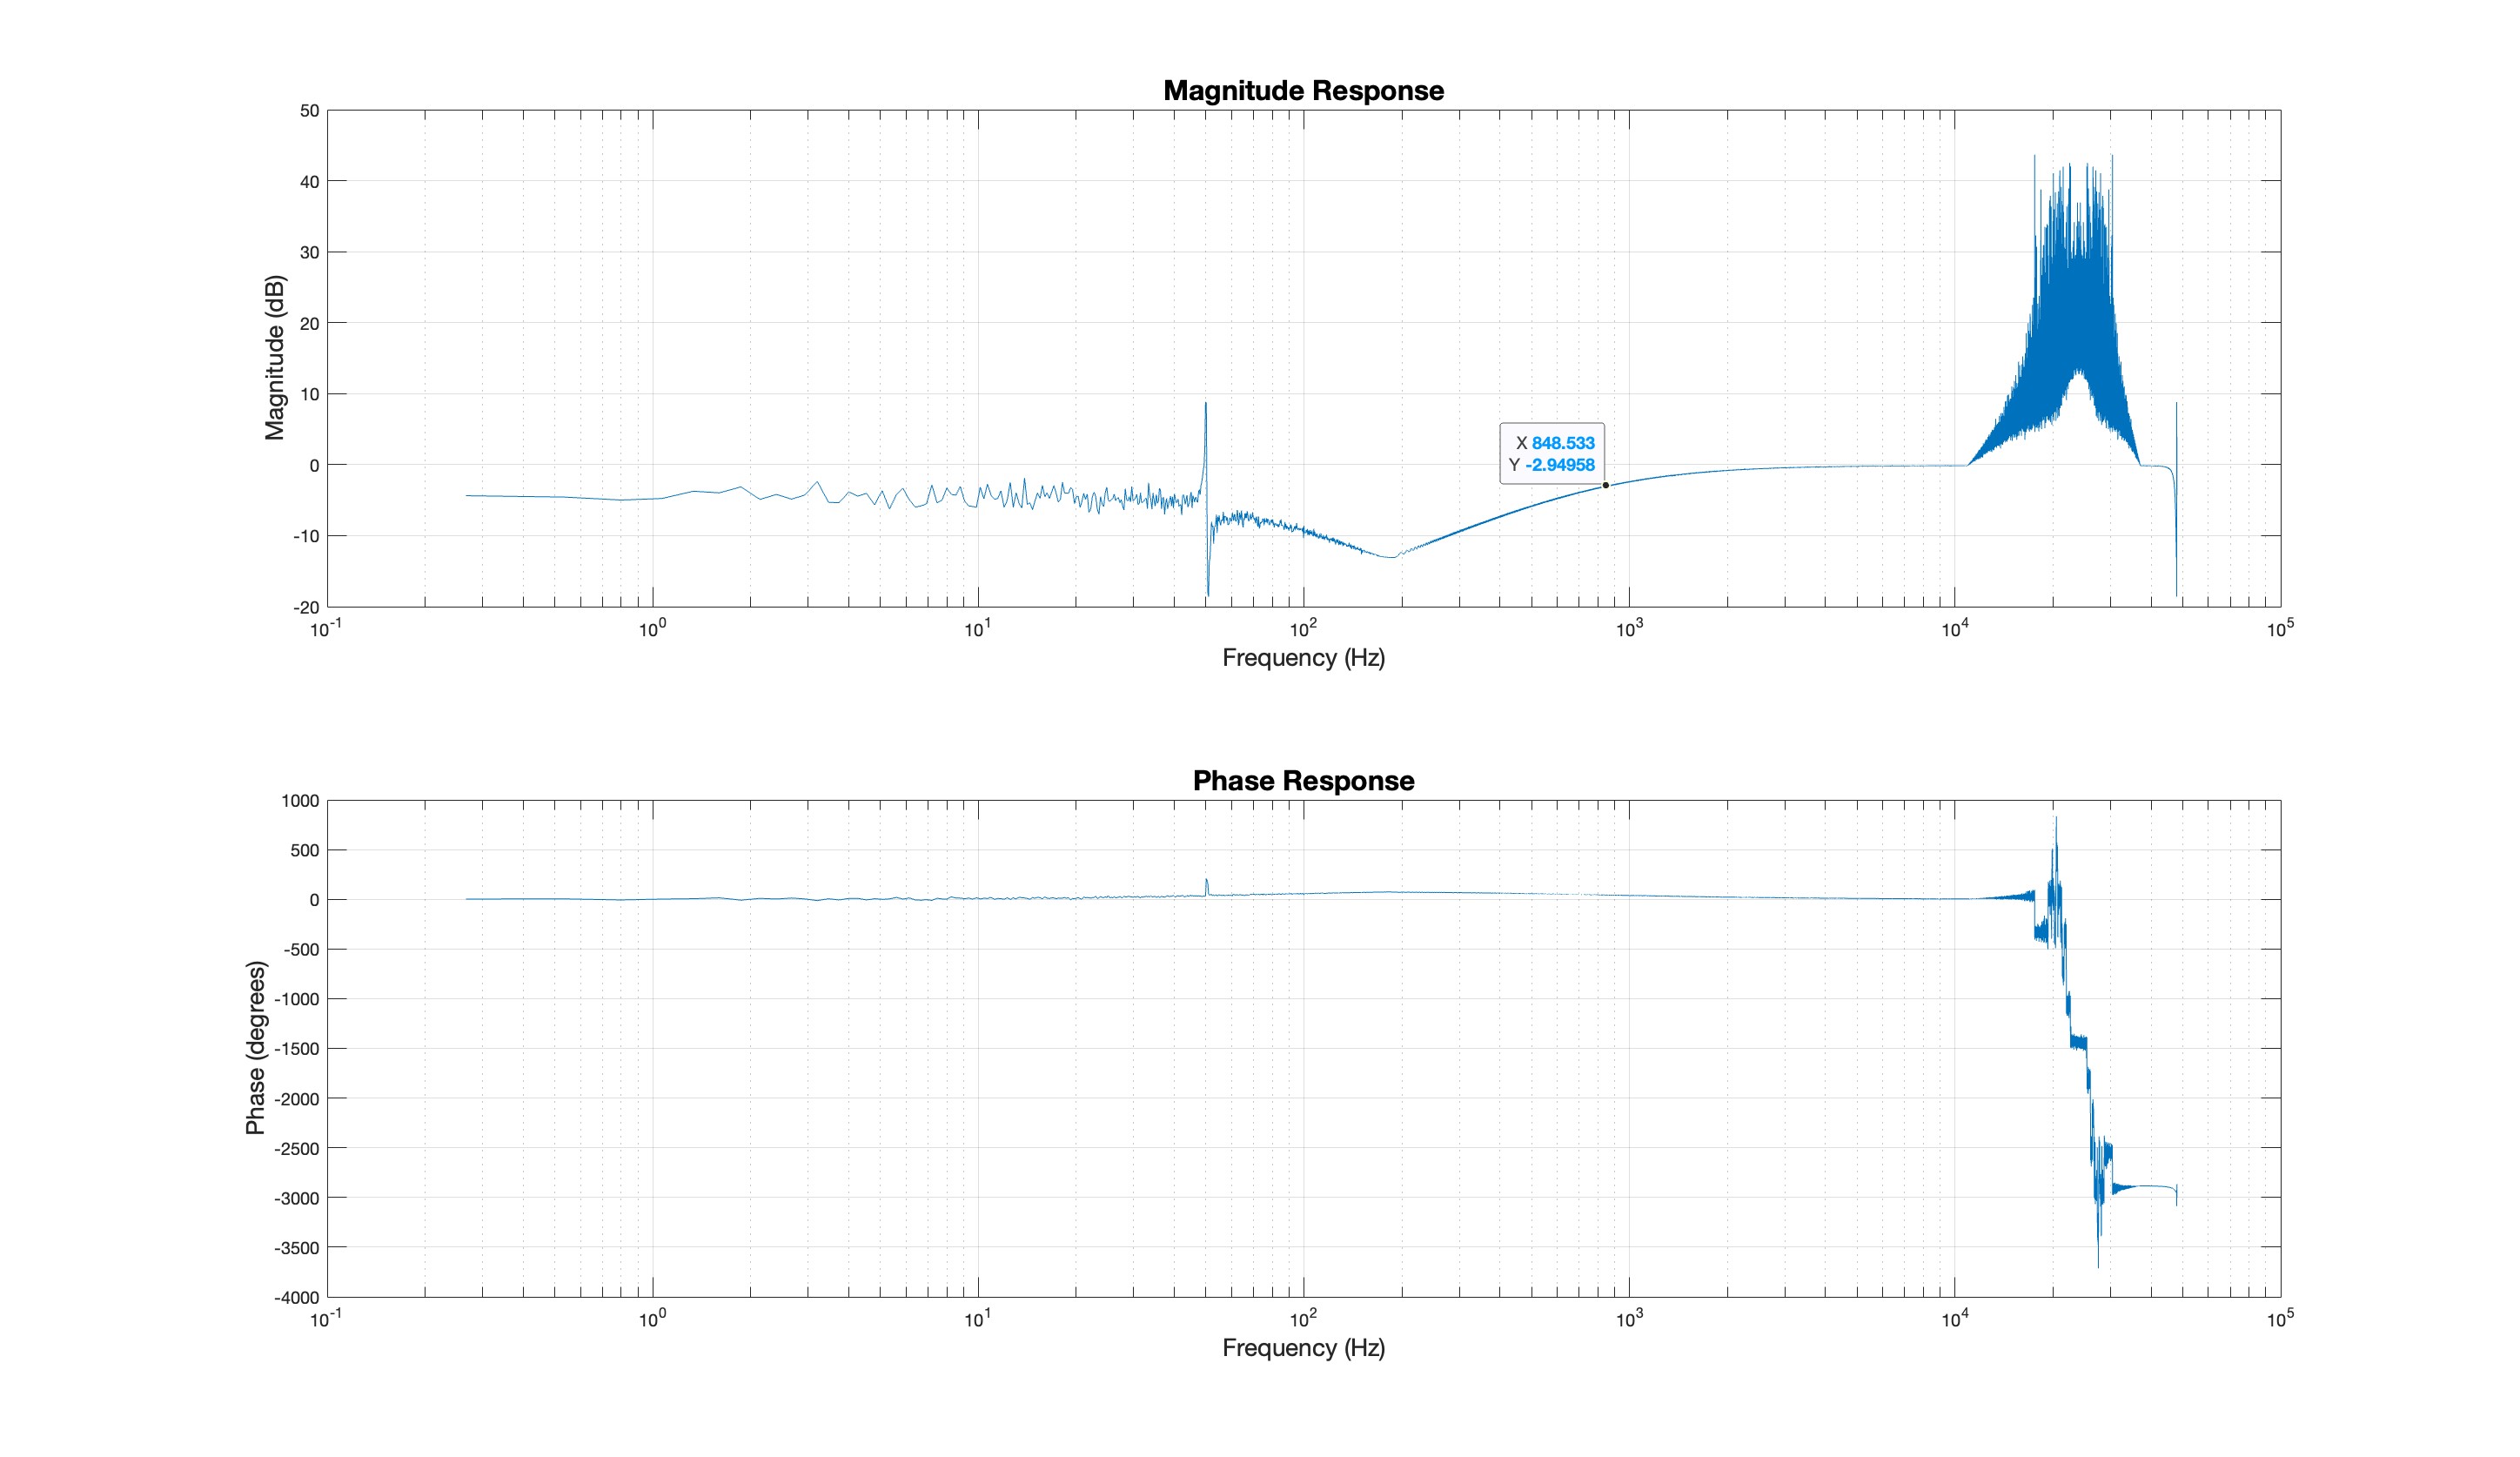 Magnitude Response
50
40
30
20
10
0
-10
-20
Magnitude (dB)
X 848.533
Y -2.94958
10^-1 10^0 10^1 10^2 10^3 10^4 10^5
Frequency (Hz)
Phase Response
1000
500
0
-500
-1000
-1500
-2000
-2500
-3000
-3500
-4000
Phase (degrees)
10^-1 10^0 10^1 10^2 10^3 10^4 10^5
Frequency (Hz)